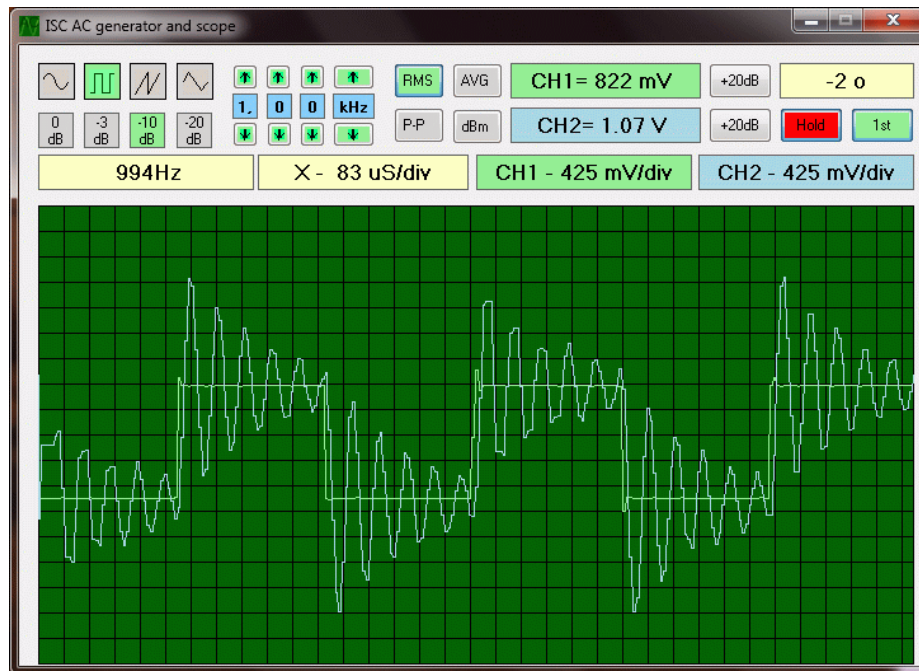 ISC AC generator and scope
RMS AVG CH1= 822 mV +20dB -2 o
1, 0 0 kHz
0 dB -3 dB -10 dB -20 dB P-P dBm CH2= 1.07 V +20dB Hold 1st
994Hz X - 83 uS/div CH1 - 425 mV/div CH2 - 425 mV/div